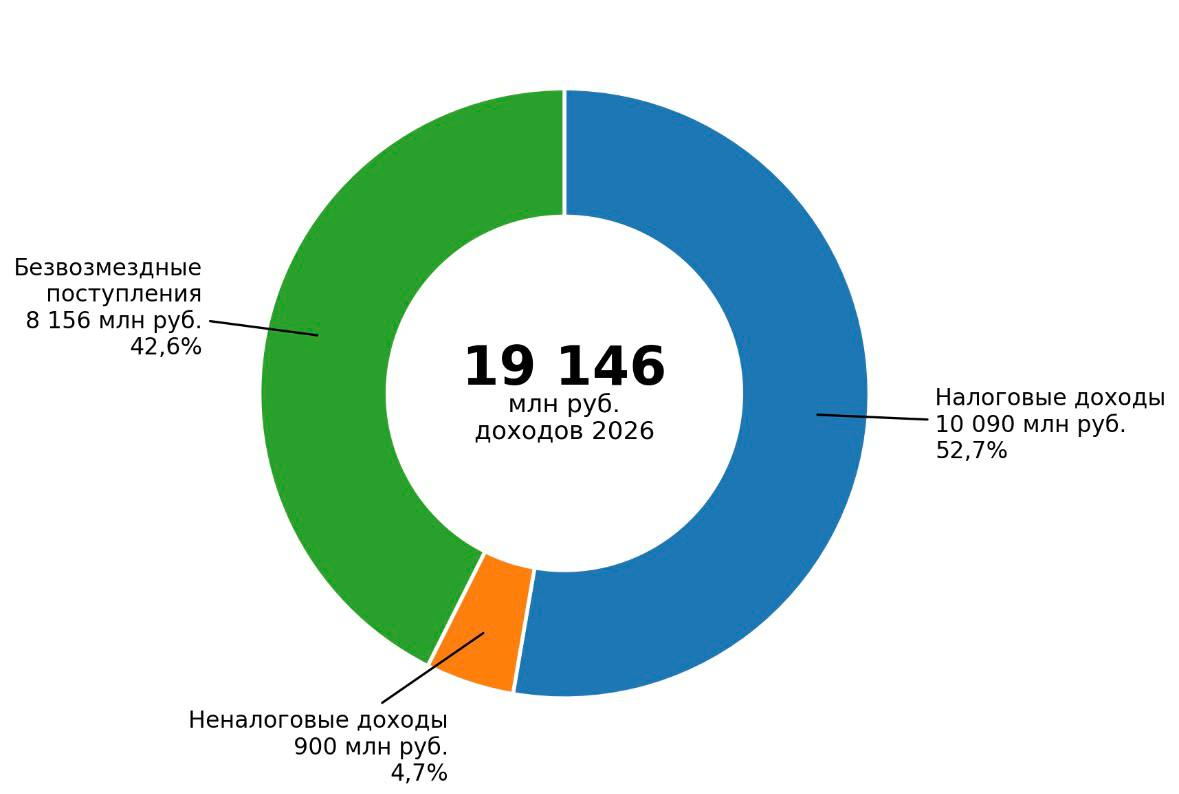 Безвозмездные
поступления
8 156 млн руб.
42,6%
19 146
млн руб.
доходов 2026
Налоговые доходы
10 090 млн руб.
52,7%
Неналоговые доходы
900 млн руб.
4,7%